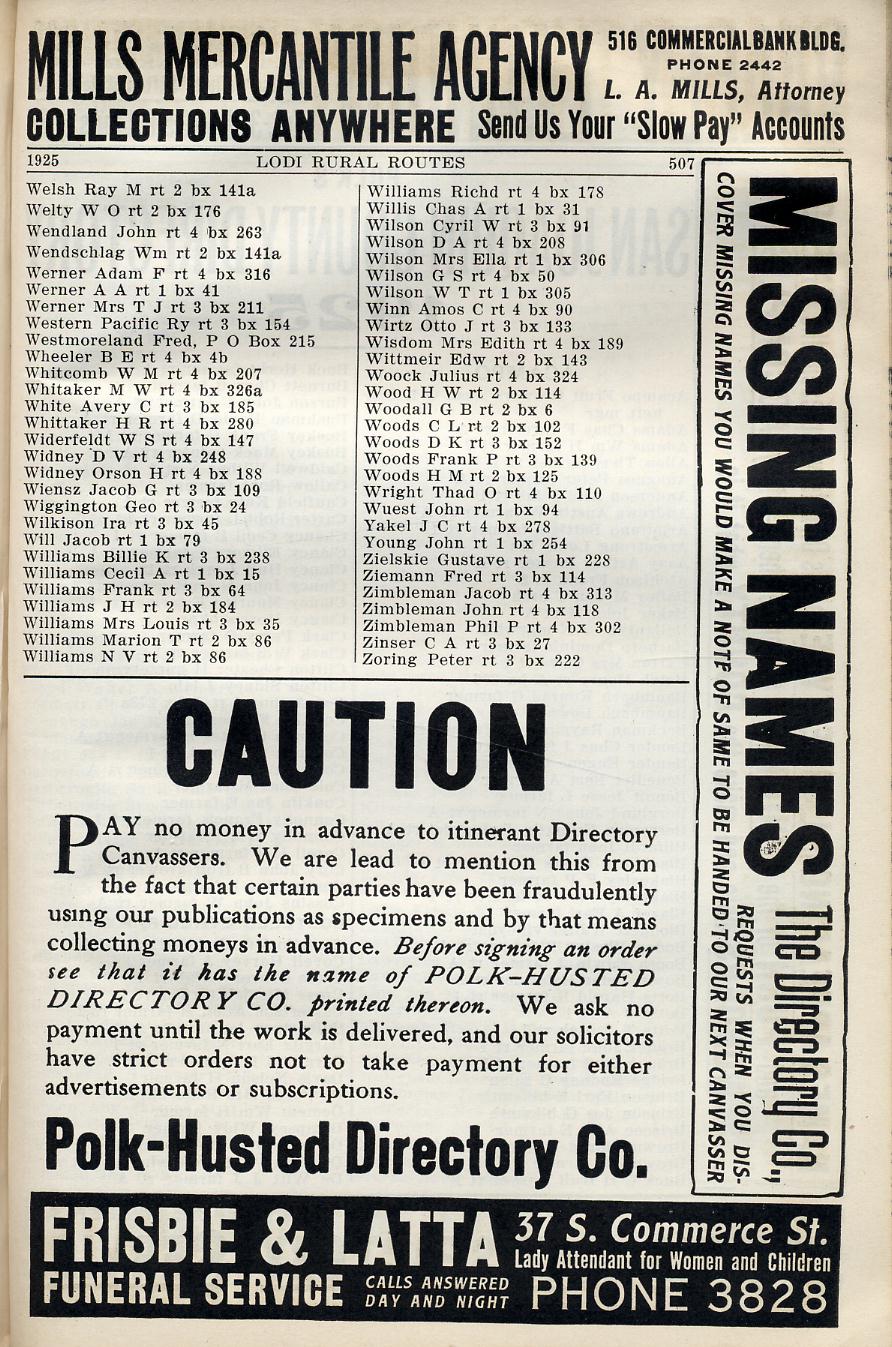 MILLS MERCANTILE AGENCY
516 COMMERCIAL BANK BLDG.
PHONE 2442
L. A. MILLS, Attorney
COLLECTIONS ANYWHERE Send Us Your "Slow Pay" Accounts
1925 LODI RURAL ROUTES 507
Welsh Ray M rt 2 bx 141a
Welty W O rt 2 bx 176
Wendland John rt 4 bx 263
Wendschlag Wm rt 2 bx 141a
Werner Adam F rt 4 bx 316
Werner A A rt 1 bx 41
Werner Mrs T J rt 3 bx 211
Western Pacific Ry rt 3 bx 154
Westmoreland Fred, P O Box 215
Wheeler B E rt 4 bx 4b
Whitcomb W M rt 4 bx 207
Whitaker M W rt 4 bx 326a
White Avery C rt 3 bx 185
Whittaker H R rt 4 bx 280
Widerfeldt W S rt 4 bx 147
Widney D V rt 4 bx 248
Widney Orson H rt 4 bx 188
Wiensz Jacob G rt 3 bx 109
Wiggington Geo rt 3 bx 24
Wilkison Ira rt 3 bx 45
Will Jacob rt 1 bx 79
Williams Billie K rt 3 bx 238
Williams Cecil A rt 1 bx 15
Williams Frank rt 3 bx 64
Williams J H rt 2 bx 184
Williams Mrs Louis rt 3 bx 35
Williams Marion T rt 2 bx 86
Williams N V rt 2 bx 86
Williams Richd rt 4 bx 178
Willis Chas A rt 1 bx 31
Wilson Cyril W rt 3 bx 91
Wilson D A rt 4 bx 208
Wilson Mrs Ella rt 1 bx 306
Wilson G S rt 4 bx 50
Wilson W T rt 1 bx 305
Winn Amos C rt 4 bx 90
Wirtz Otto J rt 3 bx 133
Wisdom Mrs Edith rt 4 bx 189
Wittmeir Edw rt 2 bx 143
Woock Julius rt 4 bx 324
Wood H W rt 2 bx 114
Woodall G B rt 2 bx 6
Woods C L rt 2 bx 102
Woods D K rt 3 bx 152
Woods Frank P rt 3 bx 139
Woods H M rt 2 bx 125
Wright Thad O rt 4 bx 110
Wuest John rt 1 bx 94
Yakel J C rt 4 bx 278
Young John rt 1 bx 254
Zielskie Gustave rt 1 bx 228
Ziemann Fred rt 3 bx 114
Zimbleman Jacob rt 4 bx 313
Zimbleman John rt 4 bx 118
Zimbleman Phil P rt 4 bx 302
Zinser C A rt 3 bx 27
Zoring Peter rt 3 bx 222
CAUTION
PAY no money in advance to itinerant Directory
Canvassers. We are lead to mention this from
the fact that certain parties have been fraudulently
using our publications as specimens and by that means
collecting moneys in advance. Before signing an order
see that it has the name of POLK-HUSTED
DIRECTORY CO. printed thereon. We ask no
payment until the work is delivered, and our solicitors
have strict orders not to take payment for either
advertisements or subscriptions.
Polk-Husted Directory Co.
MISSING NAMES The Directory Co.,
REQUESTS WHEN YOU DIS-
COVER MISSING NAMES YOU WOULD MAKE A NOTE OF SAME TO BE HANDED TO OUR NEXT CANVASSER
FRISBIE & LATTA
FUNERAL SERVICE
CALLS ANSWERED
DAY AND NIGHT
37 S. Commerce St.
Lady Attendant for Women and Children
PHONE 3828